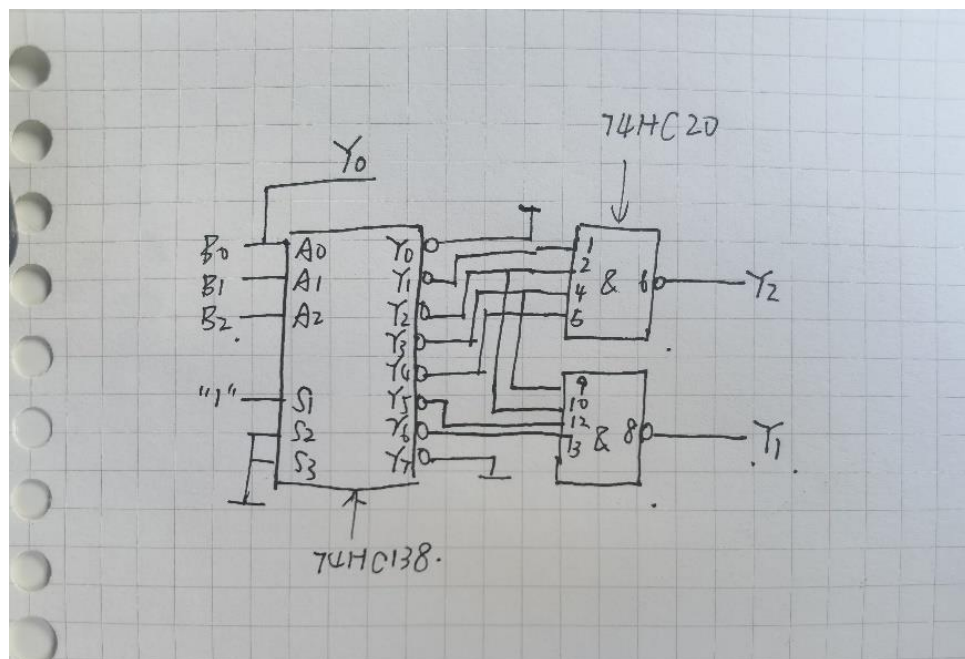 74HC20
Y0
B0 A0 Y0 1
B1 A1 Y1 2 & 6 Y2
B2 A2 Y2 4
Y3 5
Y4 9
"1" S1 Y5 10
S2 Y6 12 & 8 Y1
S3 Y7 13
74HC138.